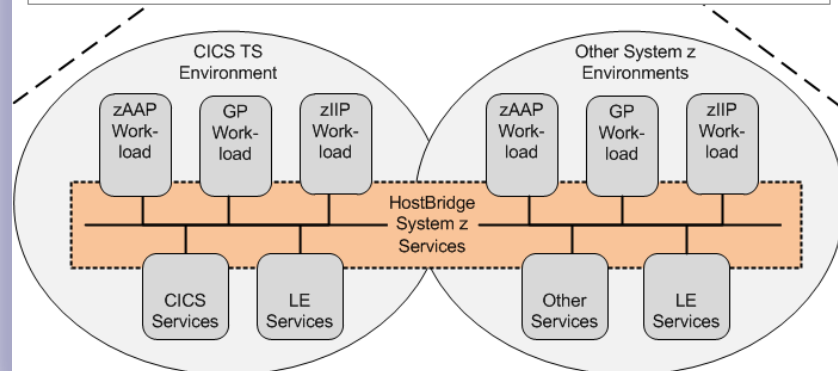 CICS TS
Environment
Other System z
Environments
zAAP
Work-
load
GP
Work-
load
zIIP
Work-
load
zAAP
Work-
load
GP
Work-
load
zIIP
Work-
load
HostBridge
System z
Services
CICS
Services
LE
Services
Other
Services
LE
Services